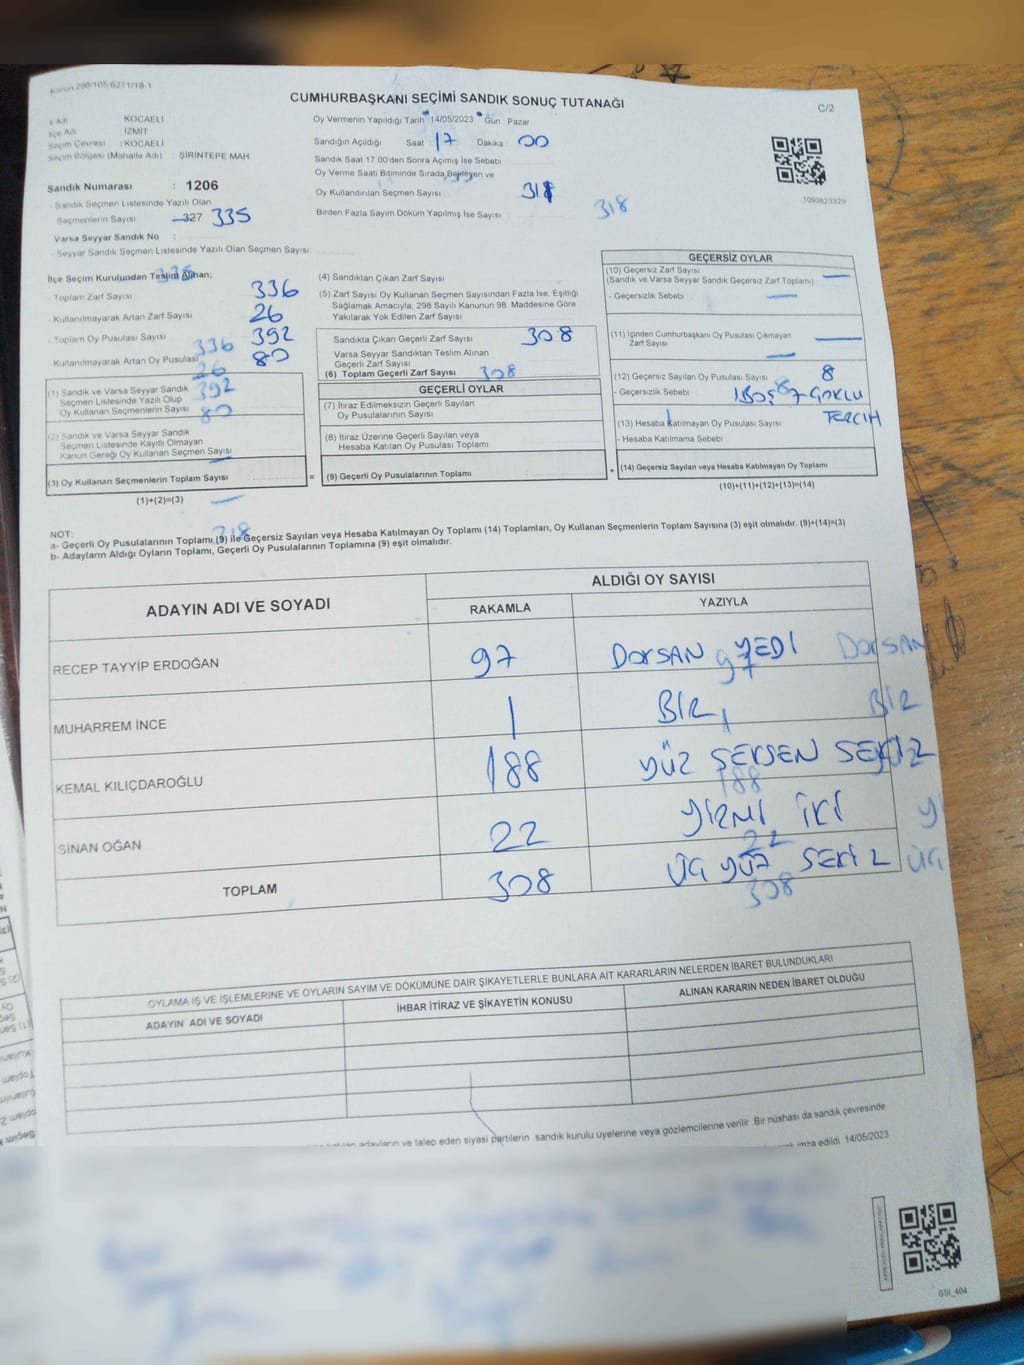 Kanun 298/105,6271/18-1
CUMHURBAŞKANI SEÇİMİ SANDIK SONUÇ TUTANAĞI
C/2
İl Adı KOCAELİ
İlçe Adı İZMİT
Seçim Çevresi : KOCAELİ
Seçim Bölgesi (Mahalle Adı) : ŞİRİNTEPE MAH
Sandık Numarası : 1206
- Sandık Seçmen Listesinde Yazılı Olan
Seçmenlerin Sayısı 327 335
Varsa Seyyar Sandık No :
- Seyyar Sandık Seçmen Listesinde Yazılı Olan Seçmen Sayısı:
Oy Vermenin Yapıldığı Tarih 14/05/2023 Gün : Pazar
Sandığın Açıldığı Saat 17 Dakika 00
Sandık Saat 17 00'den Sonra Açımış İse Sebebi
Oy Verme Saati Bitiminde Sırada Bekleyen ve
Oy Kullandırılan Seçmen Sayısı 318
Birden Fazla Sayım Döküm Yapılmış İse Sayısı 318
1093823329
İlçe Seçim Kurulundan Teslim Alınan;
- Toplam Zarf Sayısı 336
- Kullanılmayarak Artan Zarf Sayısı 26
- Toplam Oy Pusulası Sayısı 392
336
- Kullanılmayarak Artan Oy Pusulası 80
26
(1) Sandık ve Varsa Seyyar Sandık 392
Seçmen Listesinde Yazılı Olup
Oy Kullanan Seçmenlerin Sayısı 80
(2) Sandık ve Varsa Seyyar Sandık
Seçmen Listesinde Kayıtlı Olmayan
Kanun Gereği Oy Kullanan Seçmen Sayısı
(3) Oy Kullanan Seçmenlerin Toplam Sayısı
(1)+(2)=(3)
=
(4) Sandıktan Çıkan Zarf Sayısı
(5) Zarf Sayısı Oy Kullanan Seçmen Sayısından Fazla İse, Eşitliği
Sağlamak Amacıyla, 298 Sayılı Kanunun 98. Maddesine Göre
Yakılarak Yok Edilen Zarf Sayısı
Sandıkta Çıkan Geçerli Zarf Sayısı 308
Varsa Seyyar Sandıktan Teslim Alınan
Geçerli Zarf Sayısı
(6) Toplam Geçerli Zarf Sayısı 308
GEÇERLİ OYLAR
(7) İtiraz Edilmeksizin Geçerli Sayılan
Oy Pusulalarının Sayısı
(8) İtiraz Üzerine Geçerli Sayılan veya
Hesaba Katılan Oy Pusulası Toplamı
(9) Geçerli Oy Pusulalarının Toplamı
+
GEÇERSİZ OYLAR
(10) Geçersiz Zarf Sayısı
(Sandık ve Varsa Seyyar Sandık Geçersiz Zarf Toplamı)
- Geçersizlik Sebebi
(11) İçinden Cumhurbaşkanı Oy Pusulası Çıkmayan
Zarf Sayısı
(12) Geçersiz Sayılan Oy Pusulası Sayısı 8
- Geçersizlik Sebebi 1 BOŞ 7 ÇOKLU
TERCİH
(13) Hesaba Katılmayan Oy Pusulası Sayısı
- Hesaba Katılmama Sebebi
(14) Geçersiz Sayılan veya Hesaba Katılmayan Oy Toplamı
(10)+(11)+(12)+(13)=(14)
NOT: 318
a- Geçerli Oy Pusulalarının Toplamı (9) ile Geçersiz Sayılan veya Hesaba Katılmayan Oy Toplamı (14) Toplamları, Oy Kullanan Seçmenlerin Toplam Sayısına (3) eşit olmalıdır. (9)+(14)=(3)
b- Adayların Aldığı Oyların Toplamı, Geçerli Oy Pusulalarının Toplamına (9) eşit olmalıdır.
ADAYIN ADI VE SOYADI ALDIĞI OY SAYISI
RAKAMLA YAZIYLA
RECEP TAYYİP ERDOĞAN 97 DOKSAN YEDİ DOKSAN
97
MUHARREM İNCE 1 BİR BİR
1
KEMAL KILIÇDAROĞLU 188 YÜZ SEKSEN SEKİZ
188
SİNAN OĞAN 22 YİRMİ İKİ Y
22
TOPLAM 308 ÜÇ YÜZ SEKİZ ÜÇ
308
OYLAMA İŞ VE İŞLEMLERİNE VE OYLARIN SAYIM VE DÖKÜMÜNE DAİR ŞİKAYETLERLE BUNLARA AİT KARARLARIN NELERDEN İBARET BULUNDUKLARI
ADAYIN ADI VE SOYADI İHBAR İTİRAZ VE ŞİKAYETİN KONUSU ALINAN KARARIN NEDEN İBARET OLDUĞU
adayların ve talep eden siyasi partilerin sandık kurulu üyelerine veya gözlemcilerine verilir. Bir nüshası da sandık çevresinde
imza edildi. 14/05/2023
SSI_404